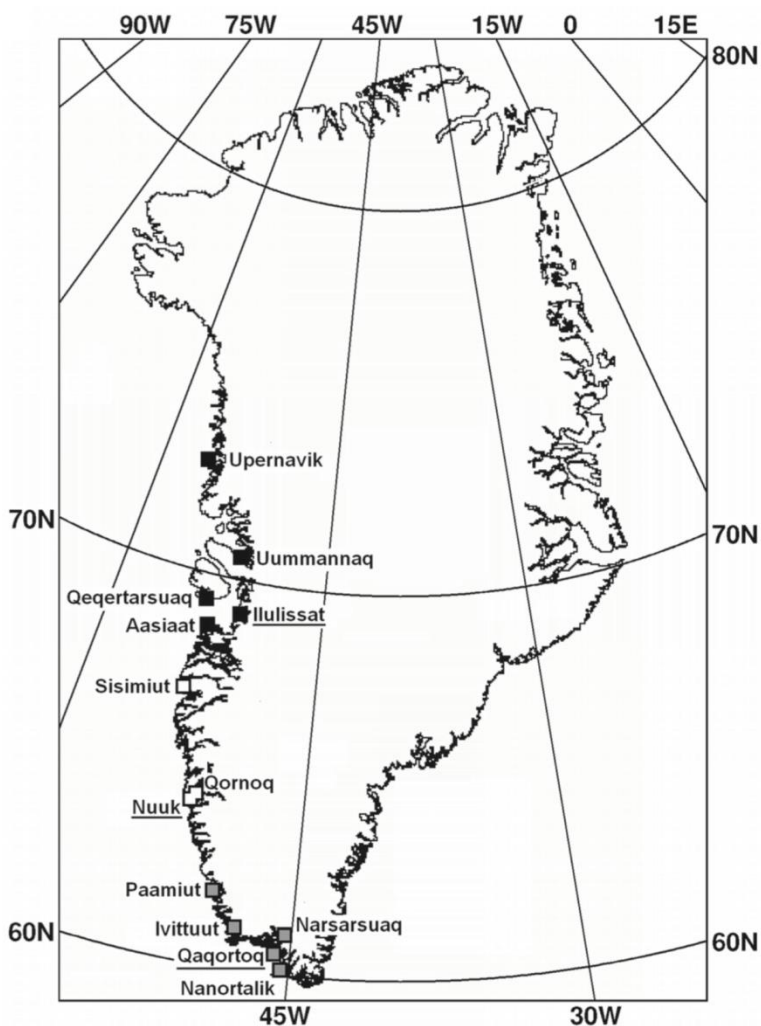 90W 75W 45W 15W 0 15E
80N
Upernavik
70N
70N
Uummannaq
Qeqertarsuaq
Ilulissat
Aasiaat
Sisimiut
Qornoq
Nuuk
Paamiut
Ivittuut
Narsarsuaq
60N
60N
Qaqortoq
Nanortalik
45W 30W